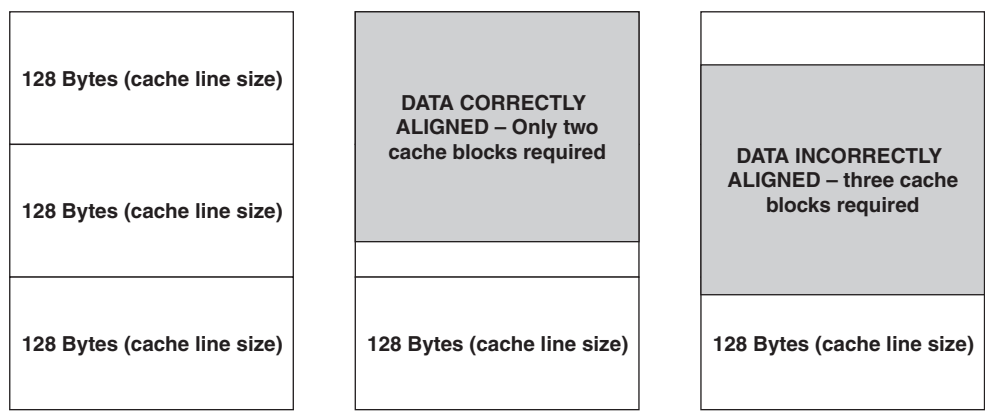 128 Bytes (cache line size)
128 Bytes (cache line size)
128 Bytes (cache line size)
DATA CORRECTLY
ALIGNED – Only two
cache blocks required
128 Bytes (cache line size)
DATA INCORRECTLY
ALIGNED – three cache
blocks required
128 Bytes (cache line size)